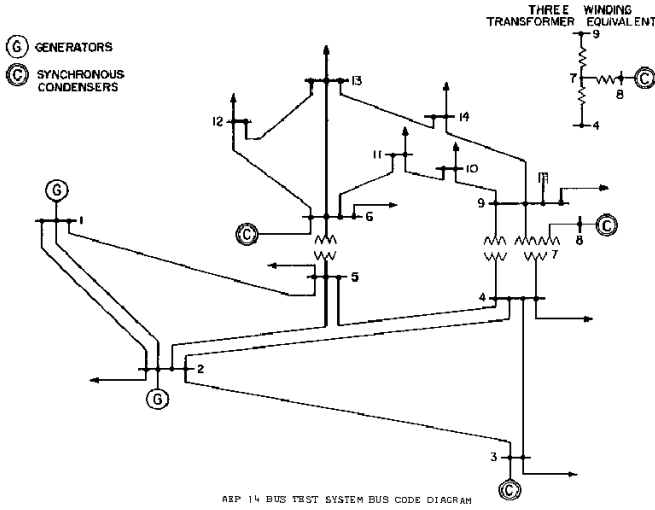 THREE WINDING
TRANSFORMER EQUIVALENT
G GENERATORS
C SYNCHRONOUS
CONDENSERS
9
7
C
8
4
13
14
12
11
10
G
1
6
9
C
8
C
7
5
4
2
G
3
C
AEP 14 BUS TEST SYSTEM BUS CODE DIAGRAM